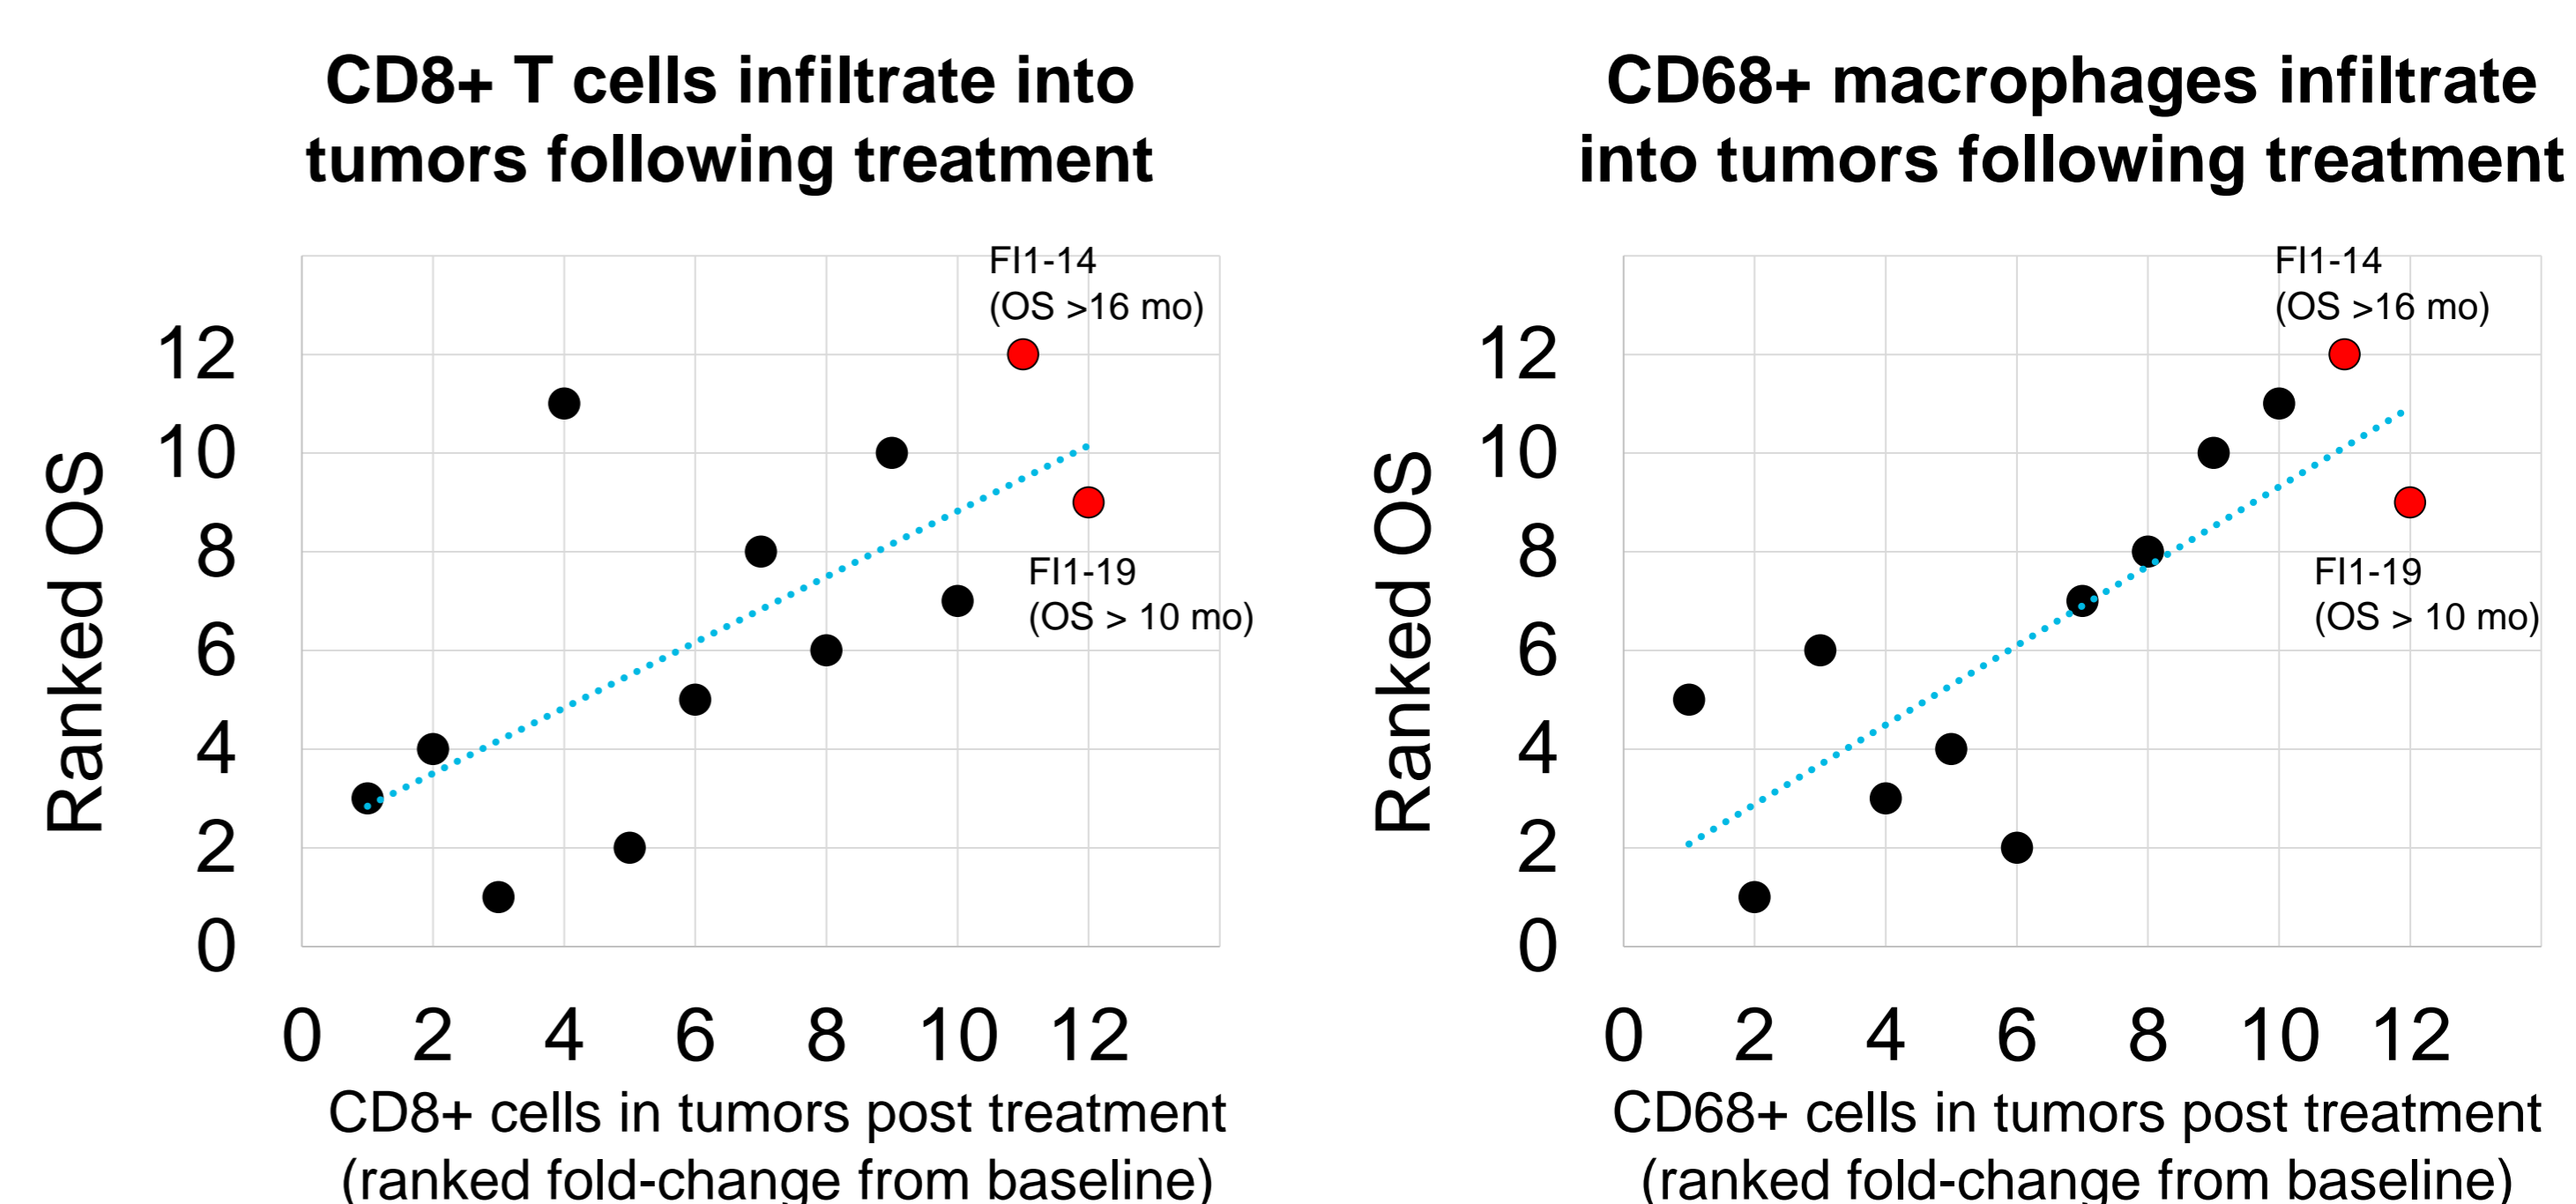 CD8+ T cells infiltrate into
tumors following treatment
FI1-14
(OS >16 mo)
FI1-19
(OS > 10 mo)
Ranked OS
12
10
8
6
4
2
0
0 2 4 6 8 10 12
CD8+ cells in tumors post treatment
(ranked fold-change from baseline)
CD68+ macrophages infiltrate
into tumors following treatment
FI1-14
(OS >16 mo)
FI1-19
(OS > 10 mo)
Ranked OS
12
10
8
6
4
2
0
0 2 4 6 8 10 12
CD68+ cells in tumors post treatment
(ranked fold-change from baseline)